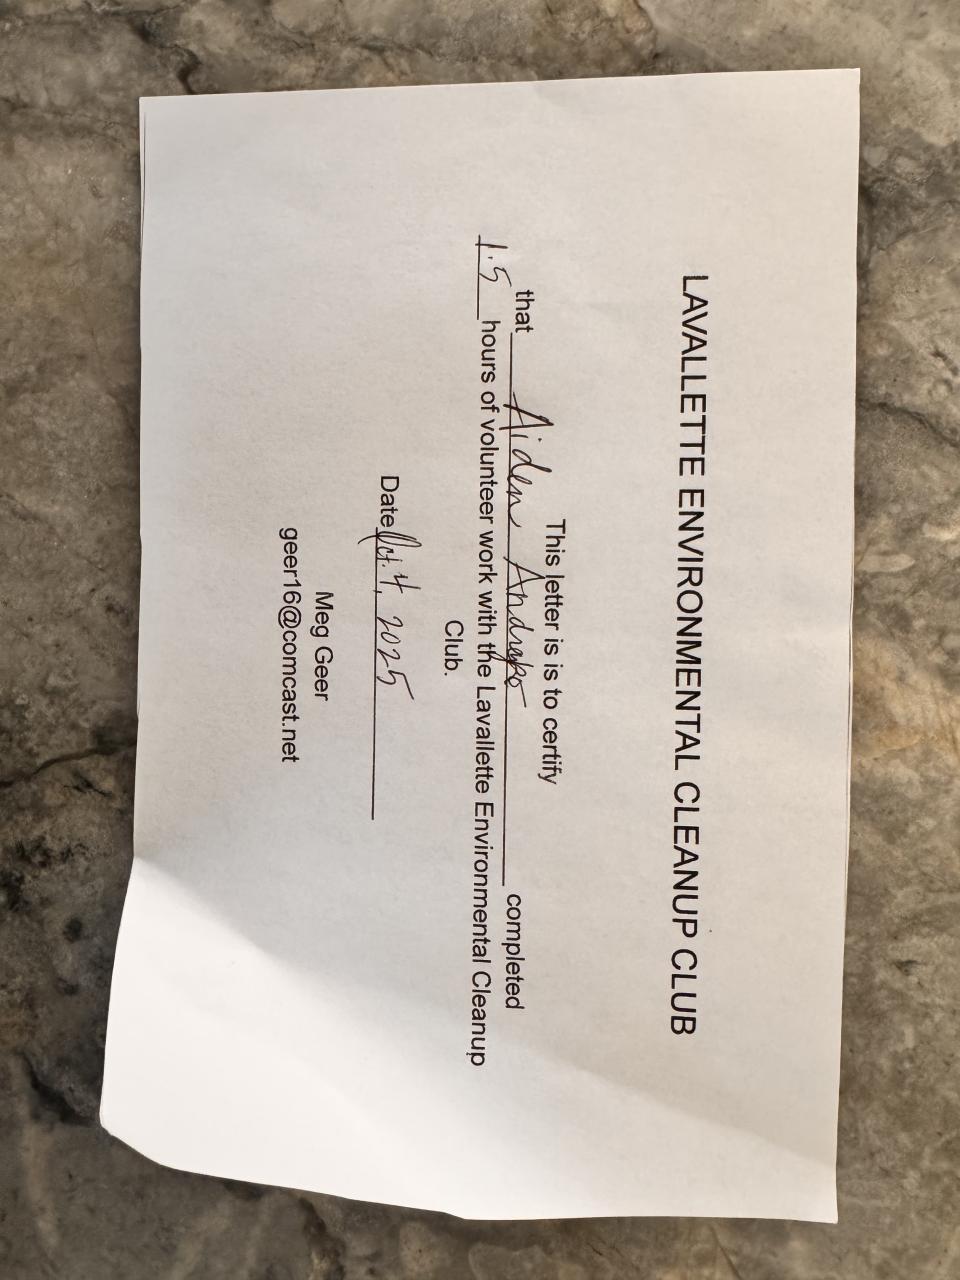 LAVALLETTE ENVIRONMENTAL CLEANUP CLUB
This letter is is to certify
that Aiden completed
1.5 hours of volunteer work with the Lavallette Environmental Cleanup
Club.
Date Oct. 4, 2025
Meg Geer
geer16@comcast.net